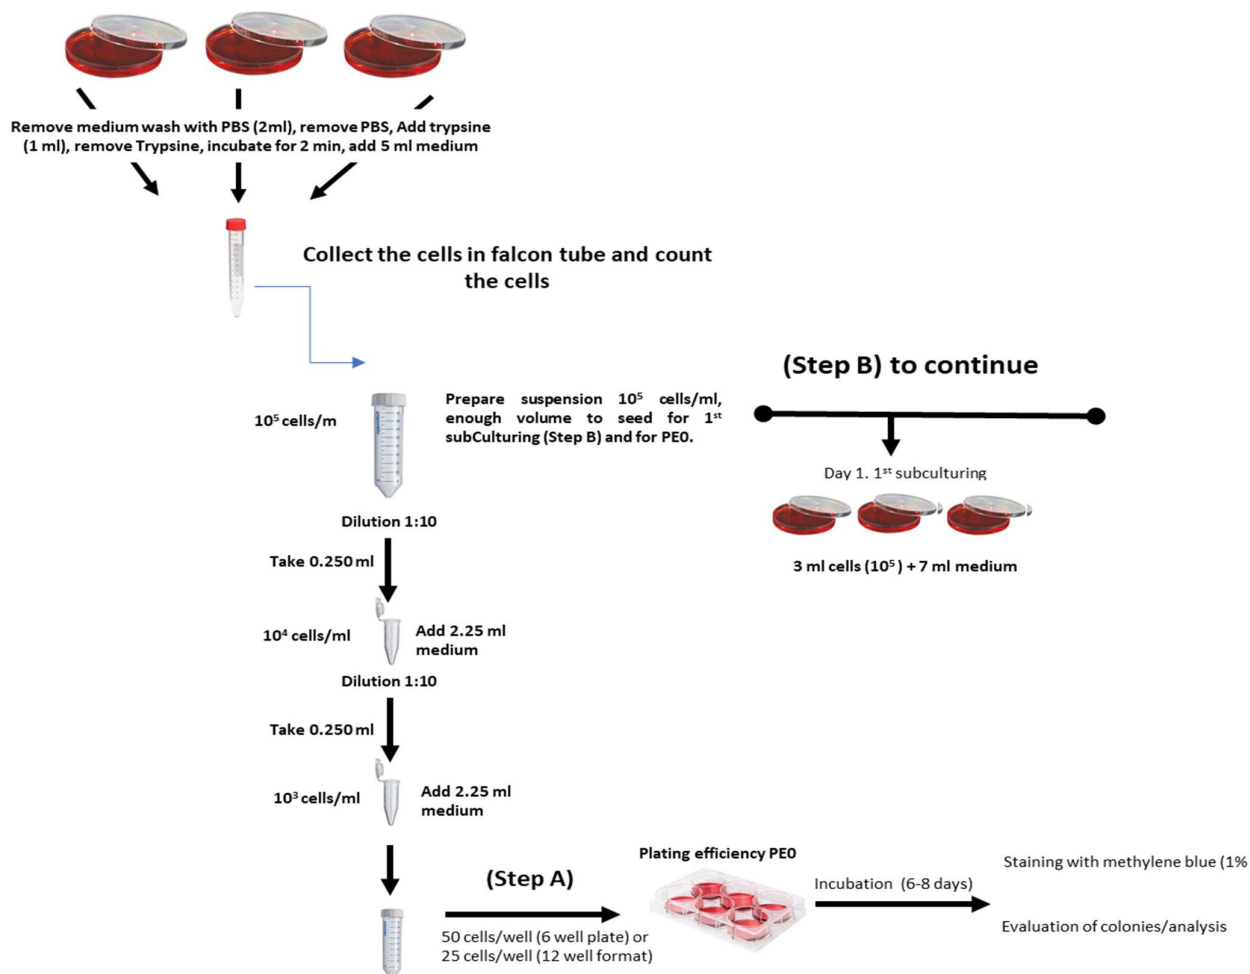 Remove medium wash with PBS (2ml), remove PBS, Add trypsine
(1 ml), remove Trypsine, incubate for 2 min, add 5 ml medium
Collect the cells in falcon tube and count
the cells
10⁵ cells/m
Prepare suspension 10⁵ cells/ml,
enough volume to seed for 1ˢᵗ
subCulturing (Step B) and for PE0.
(Step B) to continue
Day 1. 1ˢᵗ subculturing
3 ml cells (10⁵) + 7 ml medium
Dilution 1:10
Take 0.250 ml
10⁴ cells/ml
Add 2.25 ml
medium
Dilution 1:10
Take 0.250 ml
10³ cells/ml
Add 2.25 ml
medium
(Step A)
50 cells/well (6 well plate) or
25 cells/well (12 well format)
Plating efficiency PE0
Incubation (6-8 days)
Staining with methylene blue (1%
Evaluation of colonies/analysis